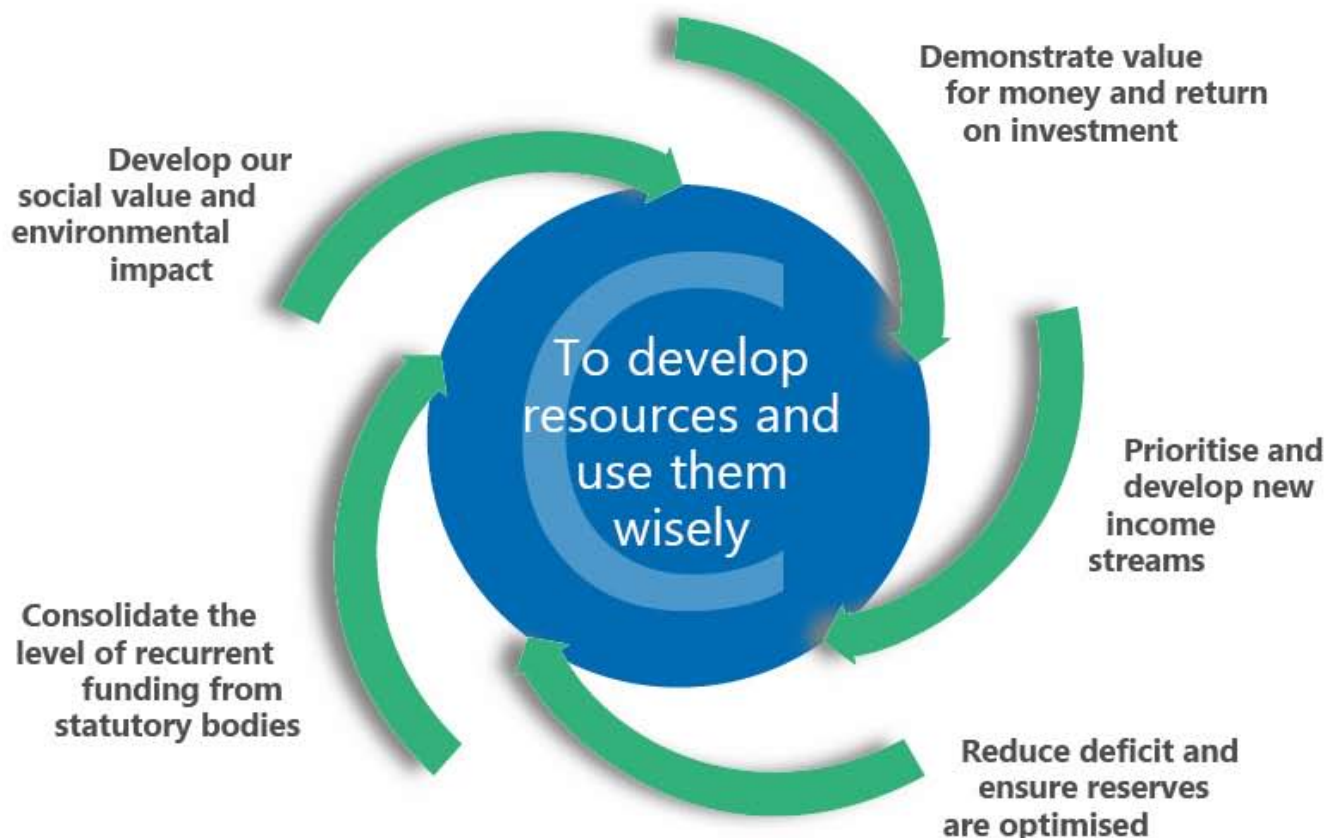 Demonstrate value
for money and return
on investment
Prioritise and
develop new
income
streams
Reduce deficit and
ensure reserves
are optimised
Consolidate the
level of recurrent
funding from
statutory bodies
Develop our
social value and
environmental
impact
C
To develop
resources and
use them
wisely